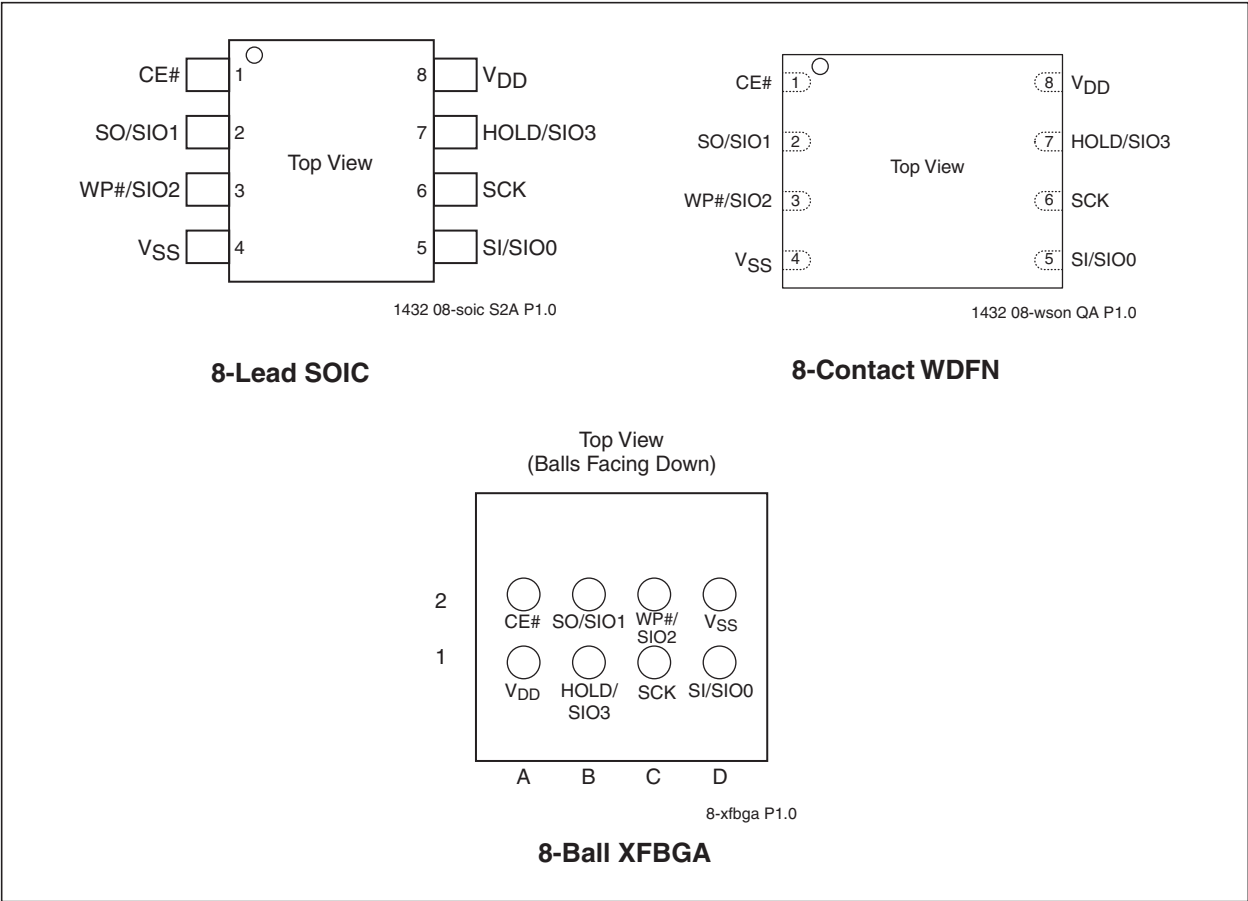 CE# 1 8 VDD
SO/SIO1 2 7 HOLD/SIO3
Top View
WP#/SIO2 3 6 SCK
VSS 4 5 SI/SIO0
1432 08-soic S2A P1.0
8-Lead SOIC
CE# 1 8 VDD
SO/SIO1 2 7 HOLD/SIO3
Top View
WP#/SIO2 3 6 SCK
VSS 4 5 SI/SIO0
1432 08-wson QA P1.0
8-Contact WDFN
Top View
(Balls Facing Down)
2
CE# SO/SIO1 WP#/
SIO2 VSS
1
VDD HOLD/
SIO3 SCK SI/SIO0
A B C D
8-xfbga P1.0
8-Ball XFBGA